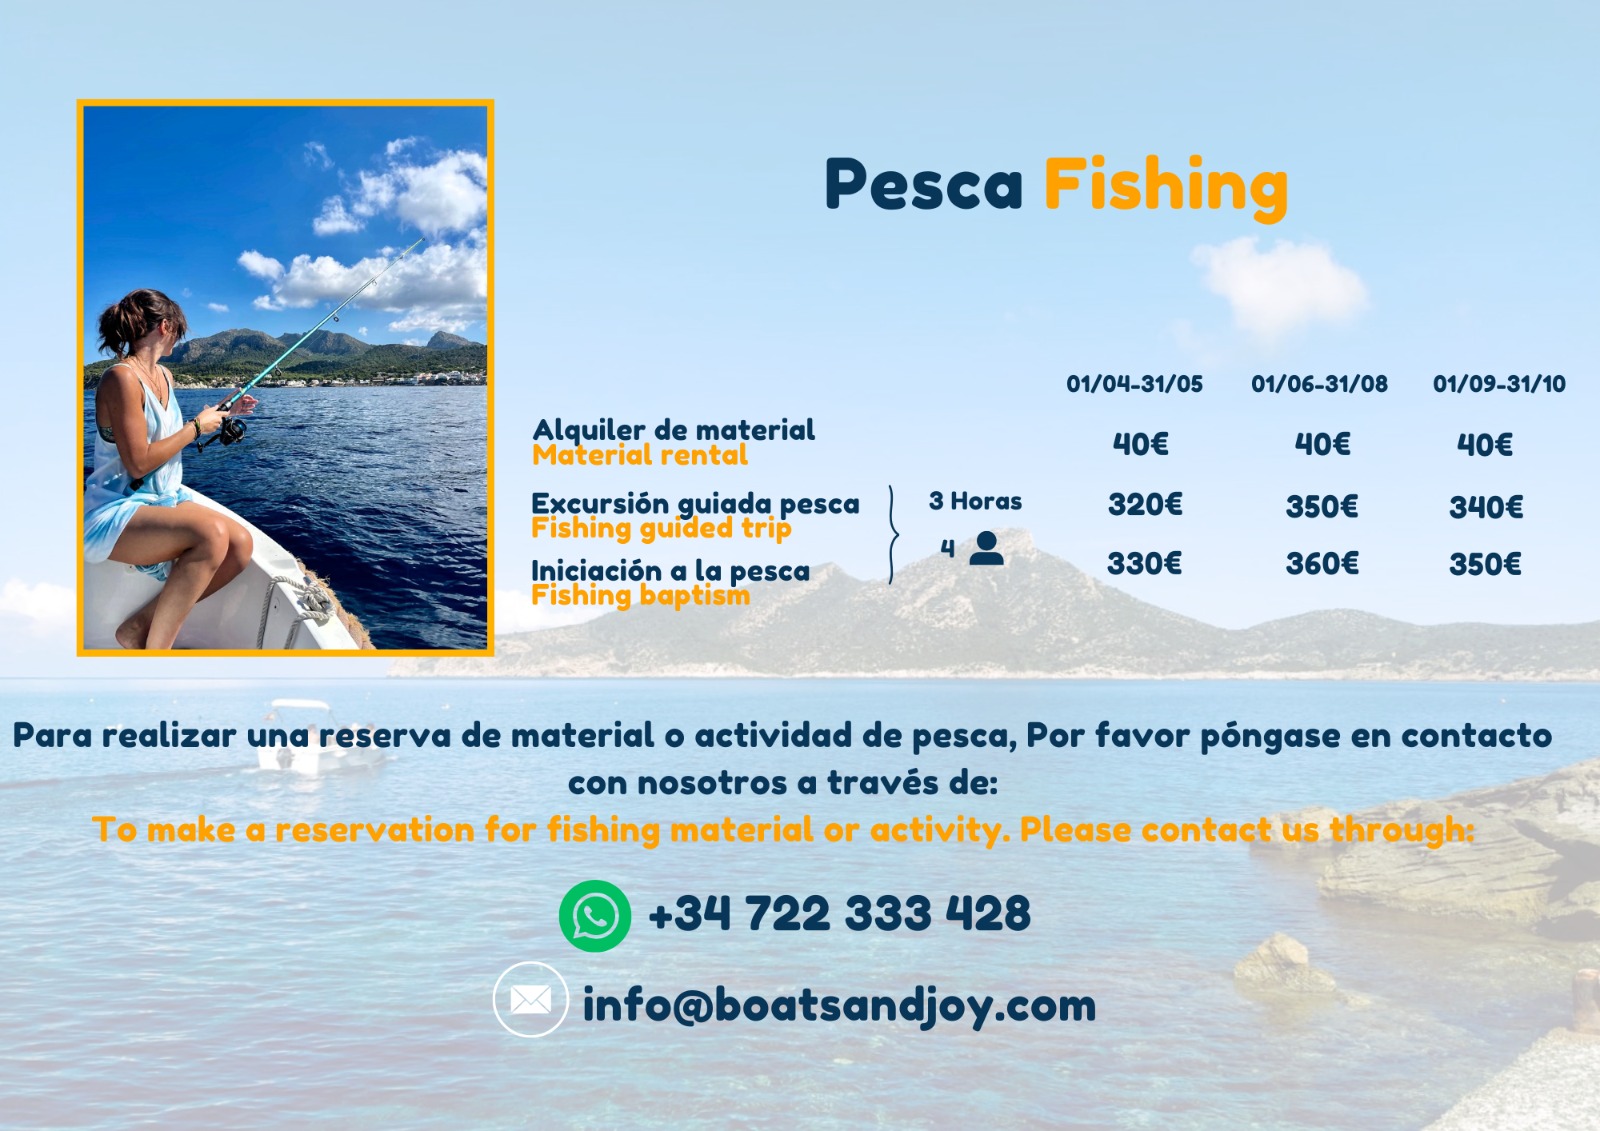 Pesca Fishing
01/04-31/05 01/06-31/08 01/09-31/10
Alquiler de material
Material rental
40€ 40€ 40€
Excursión guiada pesca
Fishing guided trip
3 Horas
320€ 350€ 340€
4
Iniciación a la pesca
Fishing baptism
330€ 360€ 350€
Para realizar una reserva de material o actividad de pesca, Por favor póngase en contacto
con nosotros a través de:
To make a reservation for fishing material or activity. Please contact us through:
+34 722 333 428
info@boatsandjoy.com